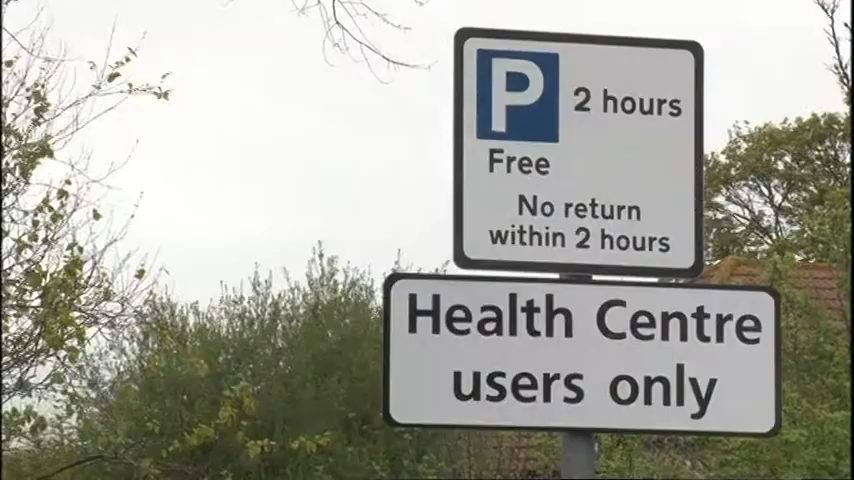 P 2 hours
Free
No return
within 2 hours
Health Centre
users only